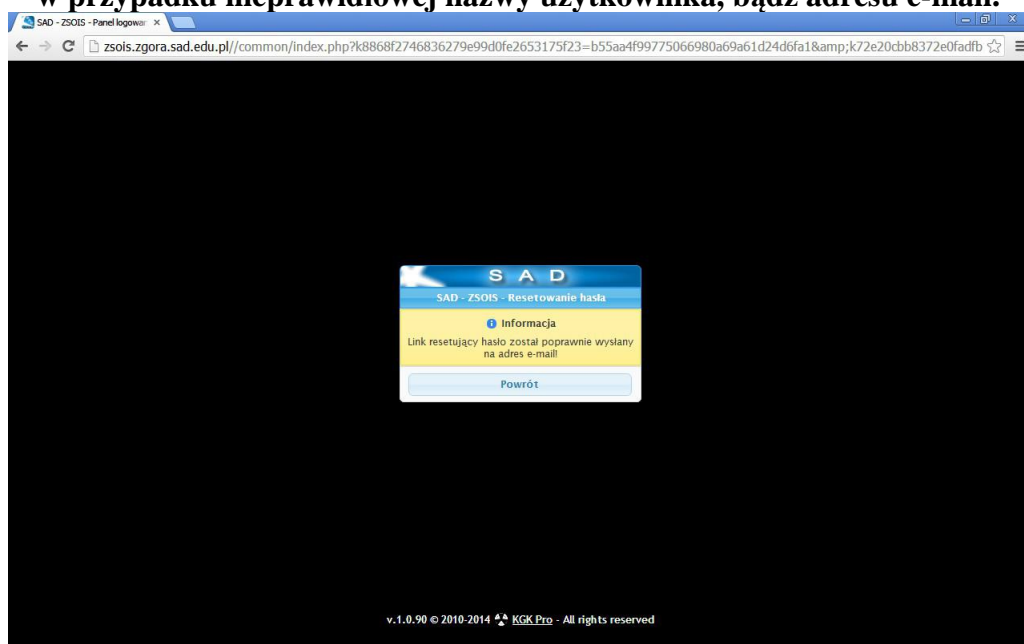 w przypadku nieprawidłowej nazwy użytkownika, bądź adresu e-mail.
SAD - ZSOIS - Panel logowar
zsois.zgora.sad.edu.pl//common/index.php?k8868f2746836279e99d0fe2653175f23=b55aa4f99775066980a69a61d24d6fa1&amp;k72e20cbb8372e0fadfb
S A D
SAD - ZSOIS - Resetowanie hasła
Informacja
Link resetujący hasło został poprawnie wysłany
na adres e-mail!
Powrót
v.1.0.90 © 2010-2014 KGK Pro - All rights reserved